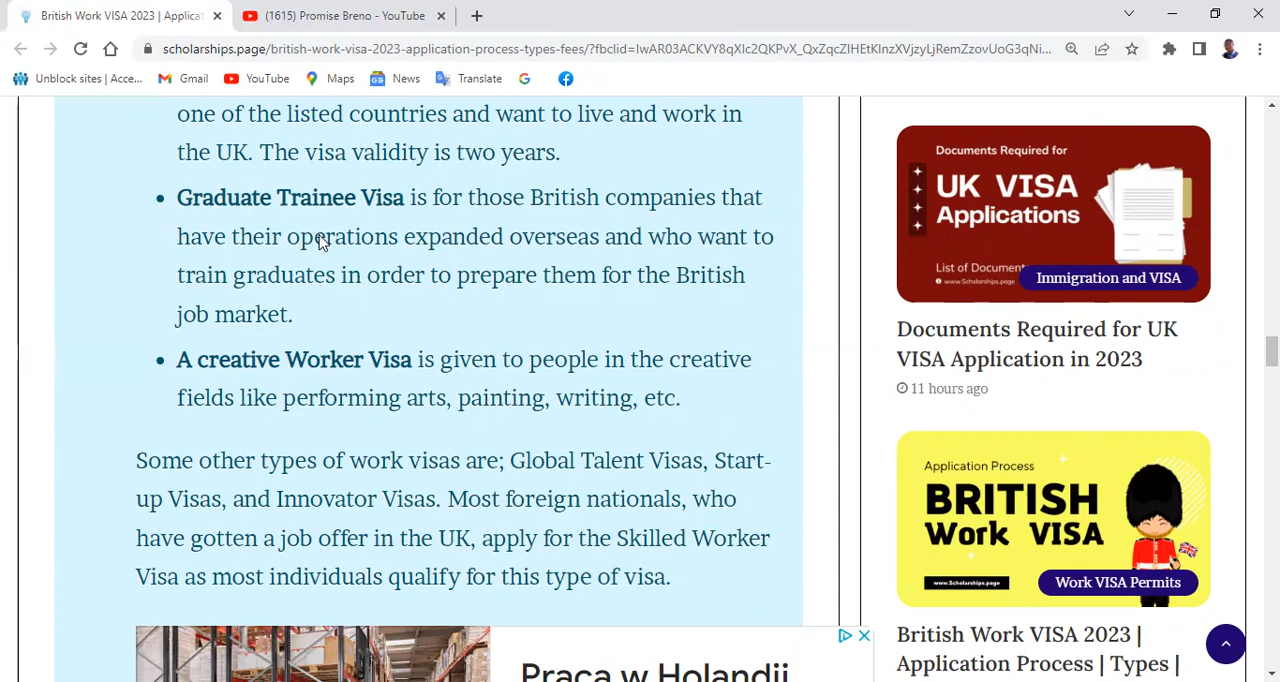 British Work VISA 2023 | Applicat
(1615) Promise Breno - YouTube
scholarships.page/british-work-visa-2023-application-process-types-fees/?fbclid=IwAR03ACKVY8qXIc2QKPvX_QxZqcZIHEtKInzXVjzyLjRemZzovUoG3qNi...
Unblock sites | Acce...
Gmail
YouTube
Maps
News
Translate
one of the listed countries and want to live and work in
the UK. The visa validity is two years.
• Graduate Trainee Visa is for those British companies that
have their operations expanded overseas and who want to
train graduates in order to prepare them for the British
job market.
• A creative Worker Visa is given to people in the creative
fields like performing arts, painting, writing, etc.
Some other types of work visas are; Global Talent Visas, Start-
up Visas, and Innovator Visas. Most foreign nationals, who
have gotten a job offer in the UK, apply for the Skilled Worker
Visa as most individuals qualify for this type of visa.
Praca w Holandii
Documents Required for
UK VISA
Applications
List of Document
www.Scholarships.page
Immigration and VISA
Documents Required for UK
VISA Application in 2023
11 hours ago
Application Process
BRITISH
Work VISA
www.Scholarships.page
Work VISA Permits
British Work VISA 2023 |
Application Process | Types |